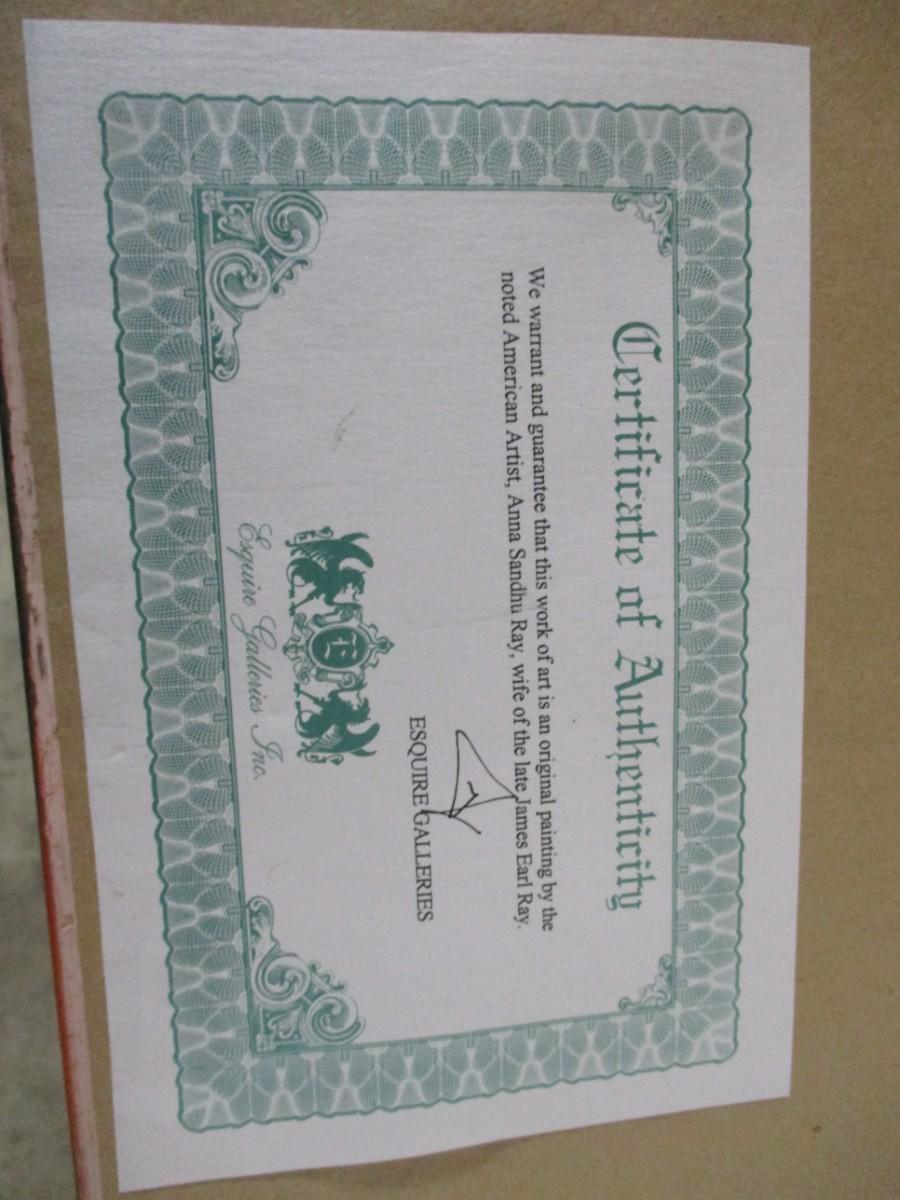 Certificate of Authenticity
We warrant and guarantee that this work of art is an original painting by the
noted American Artist, Anna Sandhu Ray, wife of the late James Earl Ray.
ESQUIRE GALLERIES
E
Esquire Galleries Inc.